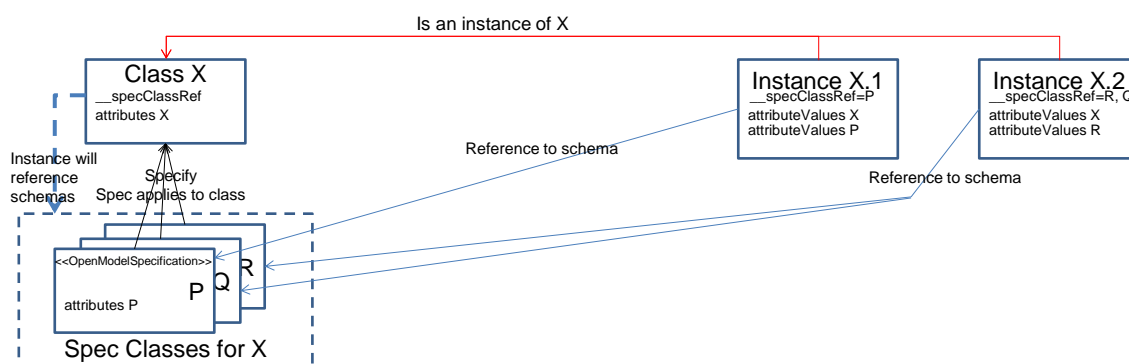 Is an instance of X
Class X
__specClassRef
attributes X
Instance X.1
__specClassRef=P
attributeValues X
attributeValues P
Instance X.2
__specClassRef=R, Q
attributeValues X
attributeValues R
Instance will
reference
schemas
Specify
Spec applies to class
Reference to schema
Reference to schema
<<OpenModelSpecification>>
attributes P
P
Q
R
Spec Classes for X